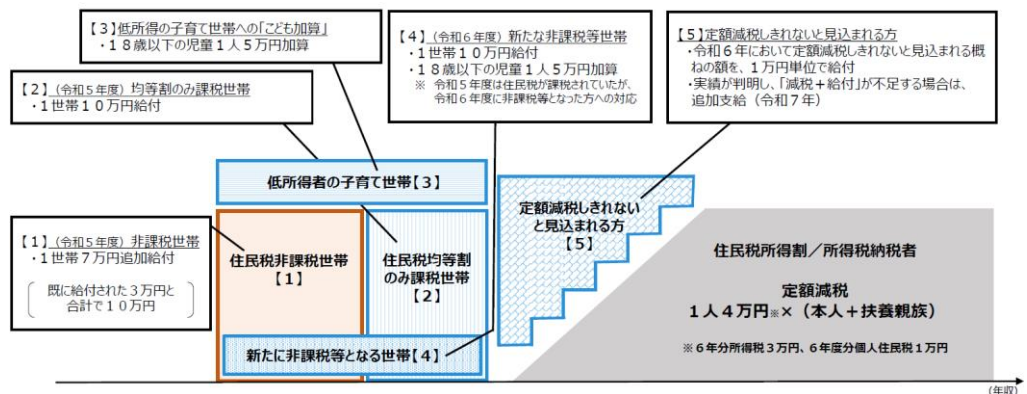 【３】低所得の子育て世帯への「こども加算」
・１８歳以下の児童１人５万円加算
【２】（令和５年度）均等割のみ課税世帯
・１世帯１０万円給付
【４】（令和６年度）新たな非課税等世帯
・１世帯１０万円給付
・１８歳以下の児童１人５万円加算
※ 令和５年度は住民税が課税されていたが、
令和６年度に非課税等となった方への対応
【５】定額減税しきれないと見込まれる方
・令和６年において定額減税しきれないと見込まれる概
ねの額を、１万円単位で給付
・実績が判明し、「減税＋給付」が不足する場合は、
追加支給（令和７年）
【１】（令和５年度）非課税世帯
・１世帯７万円追加給付
既に給付された３万円と
合計で１０万円
低所得者の子育て世帯【３】
住民税非課税世帯
【１】
住民税均等割
のみ課税世帯
【２】
新たに非課税等となる世帯【４】
定額減税しきれない
と見込まれる方
【５】
住民税所得割／所得税納税者
定額減税
１人４万円※×（本人＋扶養親族）
※６年分所得税３万円、６年度分個人住民税１万円
（年収）